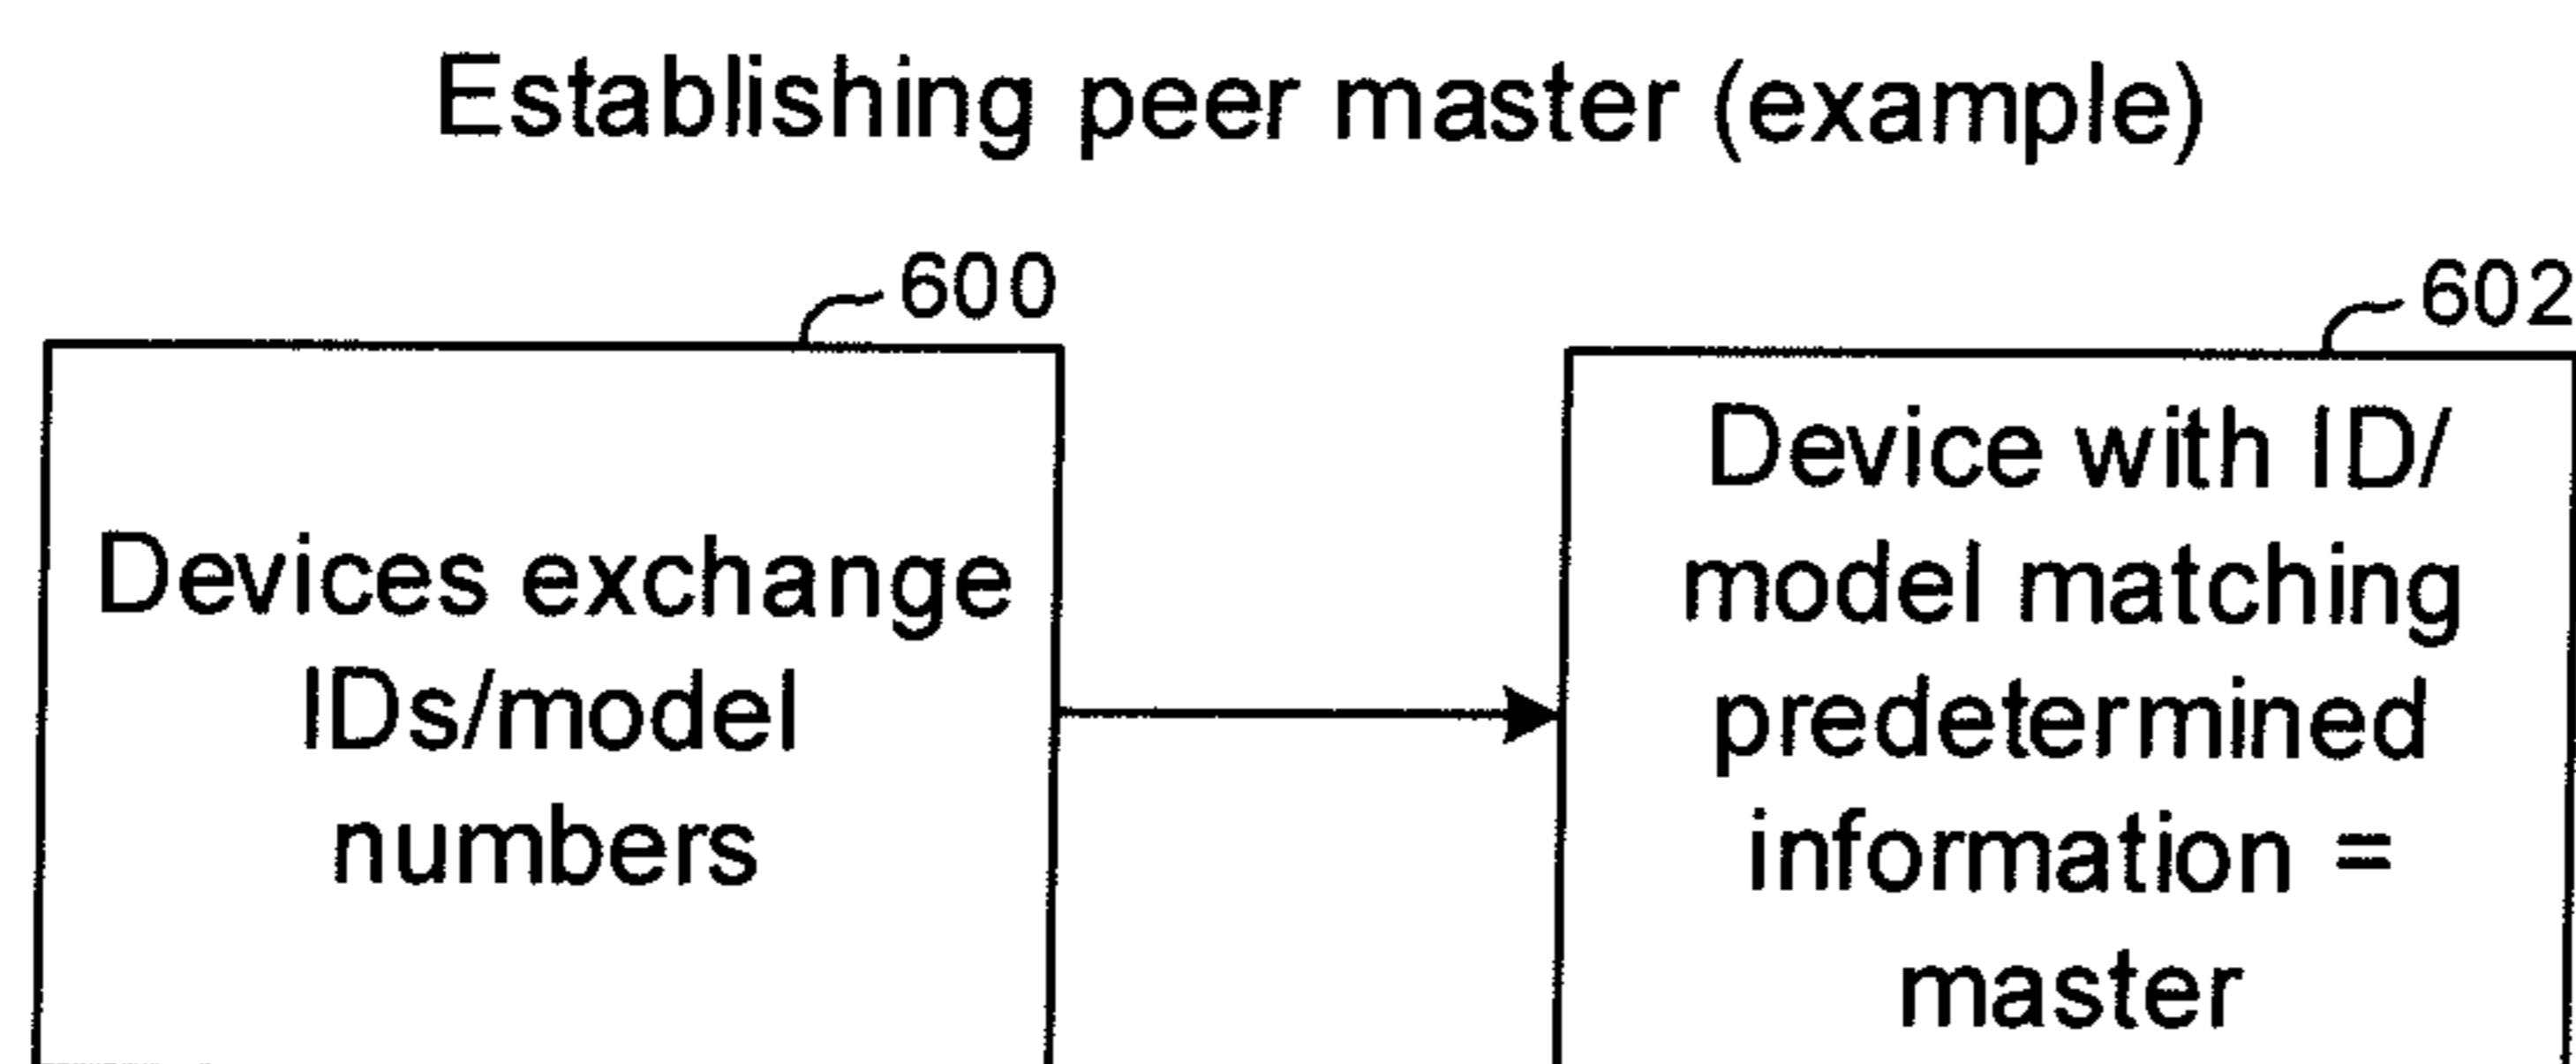 Establishing peer master (example)
600
602
Devices exchange
IDs/model
numbers
Device with ID/
model matching
predetermined
information =
master